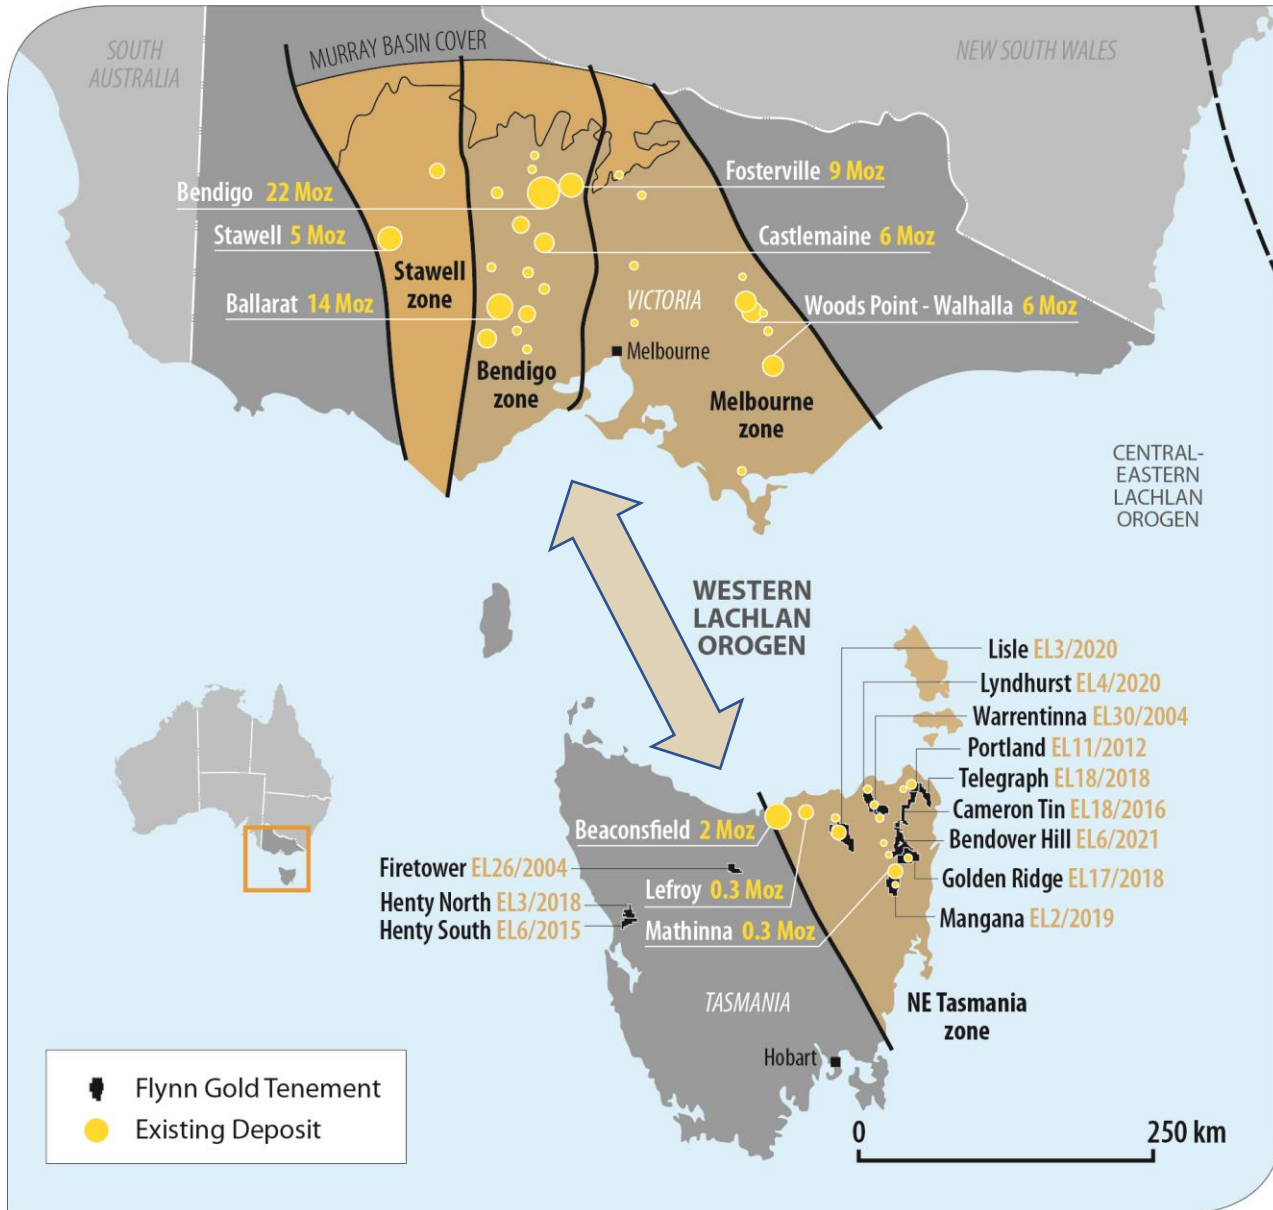 SOUTH
AUSTRALIA
MURRAY BASIN COVER
NEW SOUTH WALES
Fosterville 9 Moz
Bendigo 22 Moz
Stawell 5 Moz
Castlemaine 6 Moz
Stawell
zone
Ballarat 14 Moz
VICTORIA
Woods Point - Walhalla 6 Moz
Melbourne
Bendigo
zone
Melbourne
zone
CENTRAL-
EASTERN
LACHLAN
OROGEN
WESTERN
LACHLAN
OROGEN
Lisle EL3/2020
Lyndhurst EL4/2020
Warrentinna EL30/2004
Portland EL11/2012
Telegraph EL18/2018
Cameron Tin EL18/2016
Bendover Hill EL6/2021
Golden Ridge EL17/2018
Mangana EL2/2019
Beaconsfield 2 Moz
Firetower EL26/2004
Lefroy 0.3 Moz
Henty North EL3/2018
Henty South EL6/2015
Mathinna 0.3 Moz
TASMANIA
NE Tasmania
zone
Hobart
Flynn Gold Tenement
Existing Deposit
0 250 km